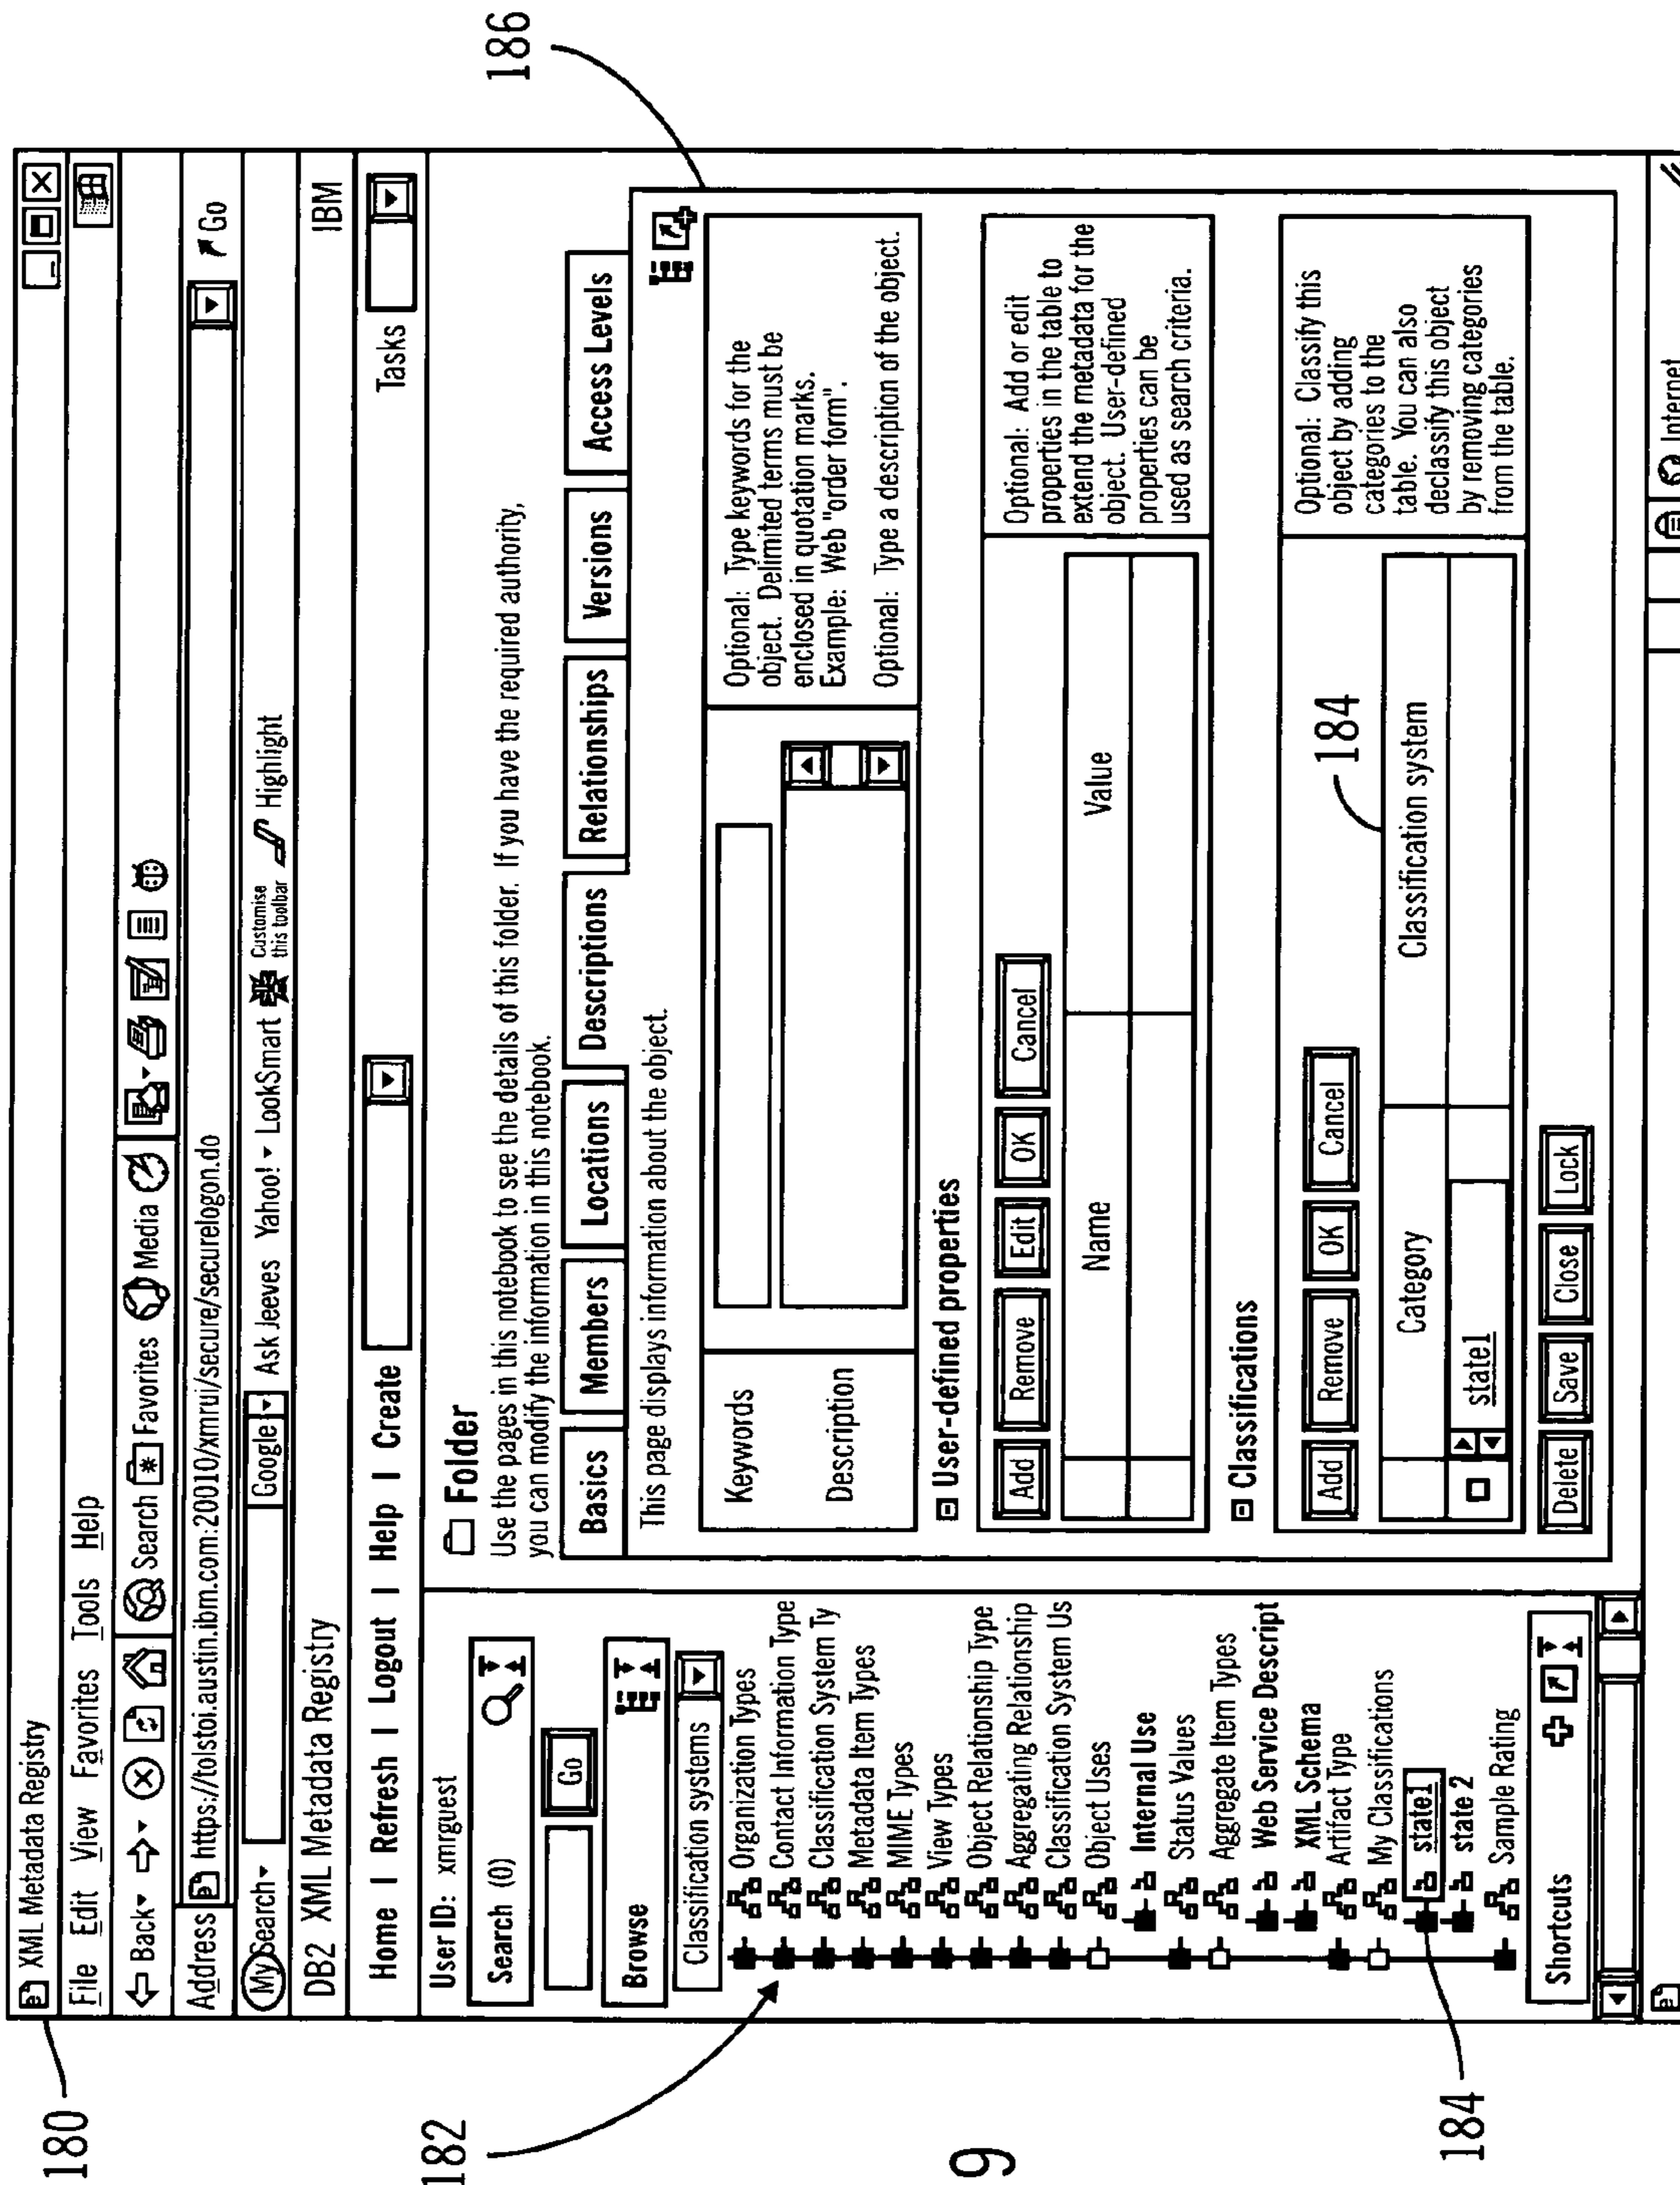 180
XML Metadata Registry
File Edit View Favorites Tools Help
Back Search Favorites Media
Address https://tolstoi.austin.ibm.com:20010/xmrui/secure/securelogon.do Go
My Search Google Ask Jeeves Yahoo! LookSmart Customise this toolbar Highlight
DB2 XML Metadata Registry IBM
Home | Refresh | Logout | Help | Create Tasks
182
User ID: xmrguest
Search (0)
Go
Browse
Classification systems
Organization Types
Contact Information Type
Classification System Ty
Metadata Item Types
MIME Types
View Types
Object Relationship Type
Aggregating Relationship
Classification System Us
Object Uses
Internal Use
Status Values
Aggregate Item Types
Web Service Descript
XML Schema
Artifact Type
My Classifications
state1
state 2
Sample Rating
184
Shortcuts
Folder
Use the pages in this notebook to see the details of this folder. If you have the required authority,
you can modify the information in this notebook.
Basics Members Locations Descriptions Relationships Versions Access Levels
186
This page displays information about the object.
Keywords
Description
Optional: Type keywords for the
object. Delimited terms must be
enclosed in quotation marks.
Example: Web "order form".
Optional: Type a description of the object.
User-defined properties
Add Remove Edit OK Cancel
Name Value
Optional: Add or edit
properties in the table to
extend the metadata for the
object. User-defined
properties can be
used as search criteria.
Classifications
Add Remove OK Cancel
184
Category Classification system
state1
Optional: Classify this
object by adding
categories to the
table. You can also
declassify this object
by removing categories
from the table.
Delete Save Close Lock
Internet
9